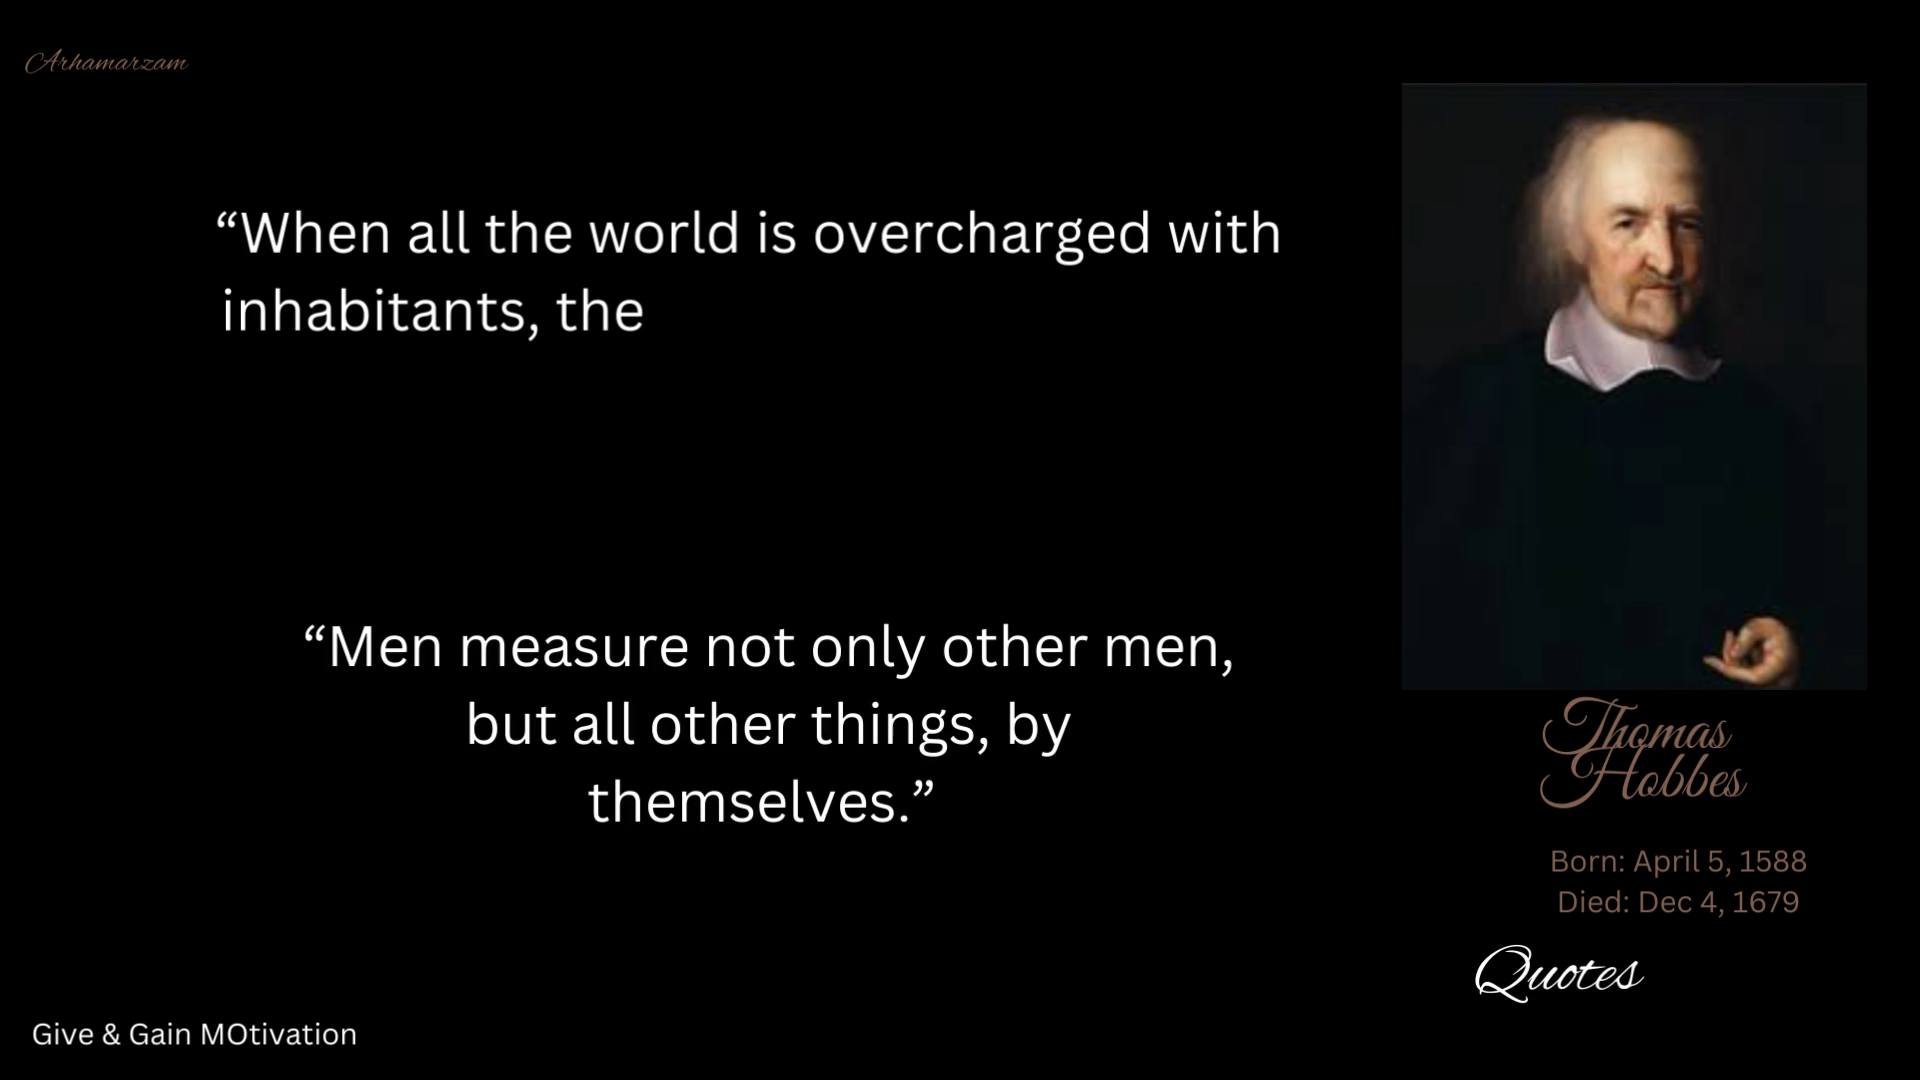 Arhamarzam
“When all the world is overcharged with
inhabitants, the
“Men measure not only other men,
but all other things, by
themselves.”
Thomas
Hobbes
Born: April 5, 1588
Died: Dec 4, 1679
Quotes
Give & Gain MOtivation